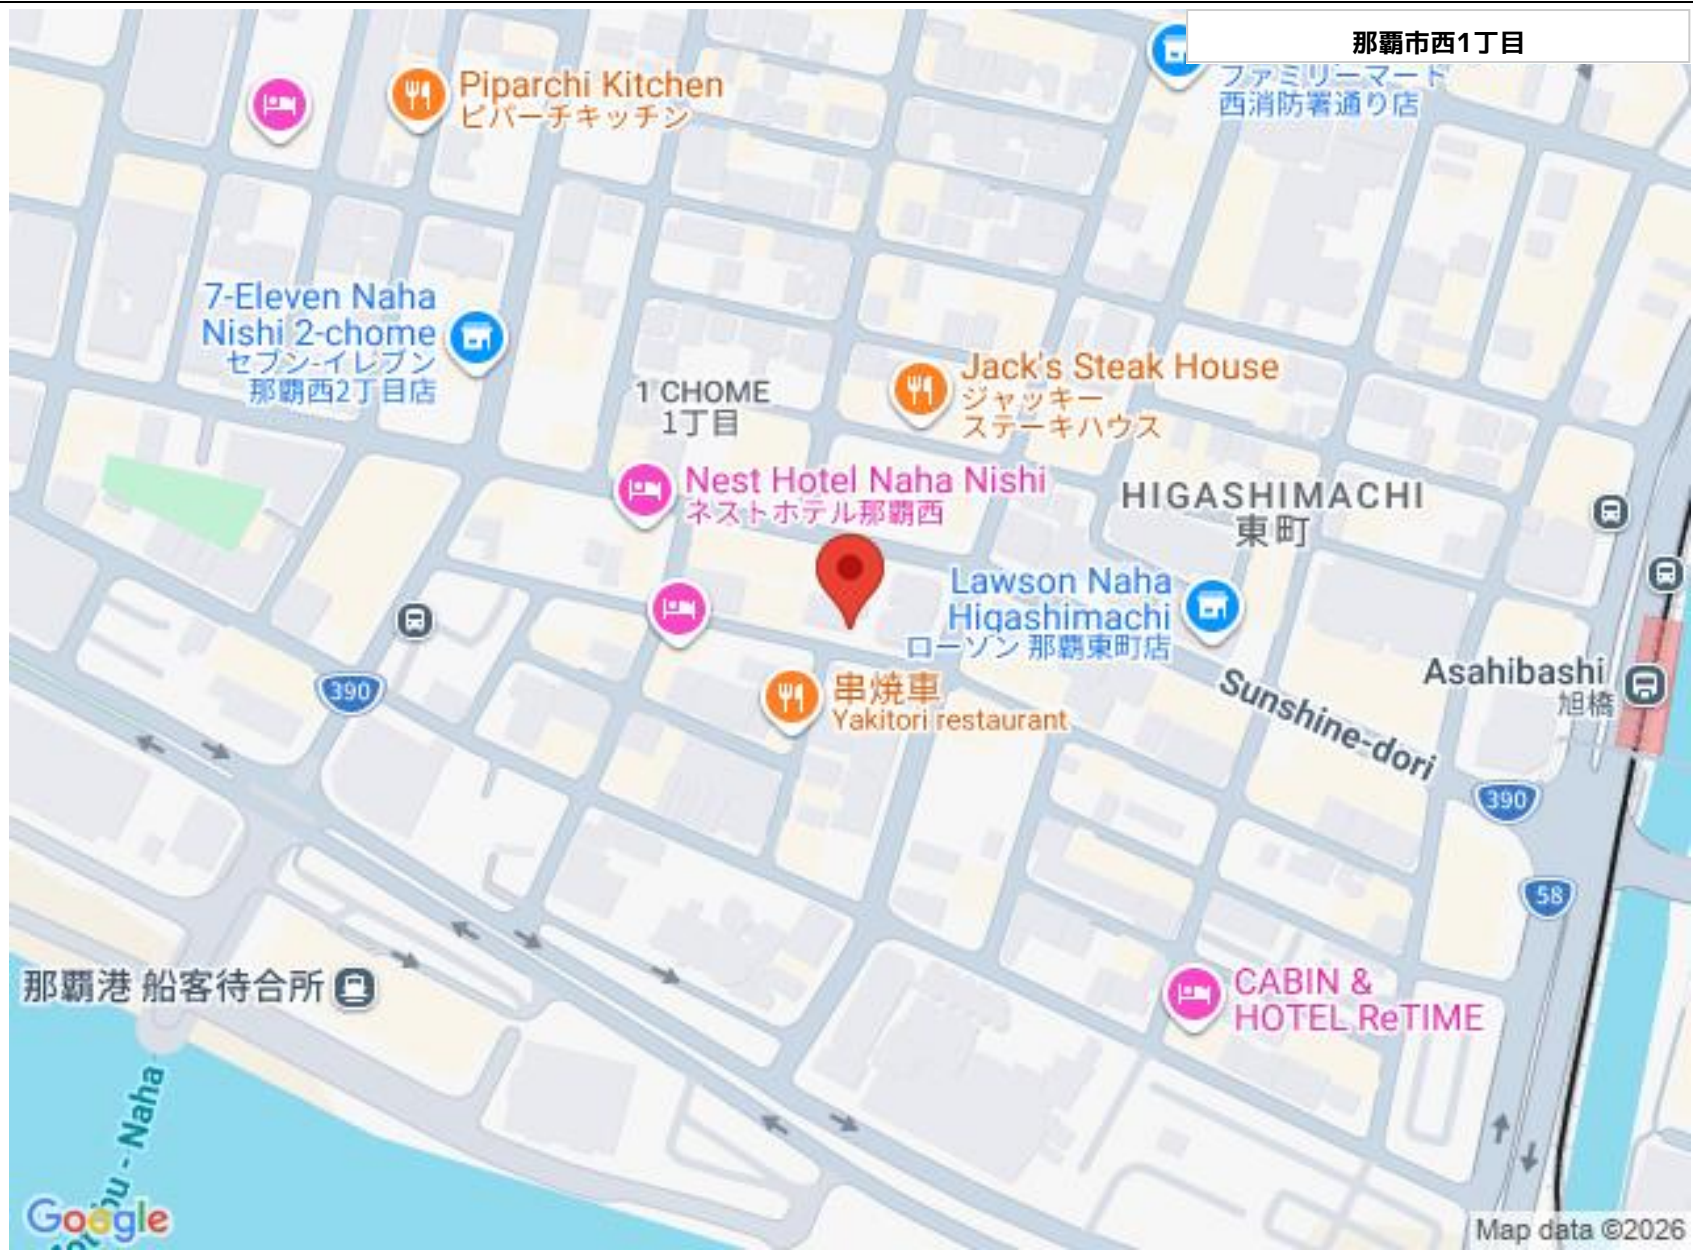 那覇市西1丁目
Piparchi Kitchen
ピパーチキッチン
ファミリーマート
西消防署通り店
7-Eleven Naha
Nishi 2-chome
セブン-イレブン
那覇西2丁目店
1 CHOME
1丁目
Jack's Steak House
ジャッキー
ステーキハウス
Nest Hotel Naha Nishi
ネストホテル那覇西
HIGASHIMACHI
東町
Lawson Naha
Higashimachi
ローソン 那覇東町店
Asahibashi
旭橋
串焼車
Yakitori restaurant
Sunshine-dori
390
390
58
那覇港 船客待合所
CABIN &
HOTEL ReTIME
bu - Naha
Google
Map data ©2026